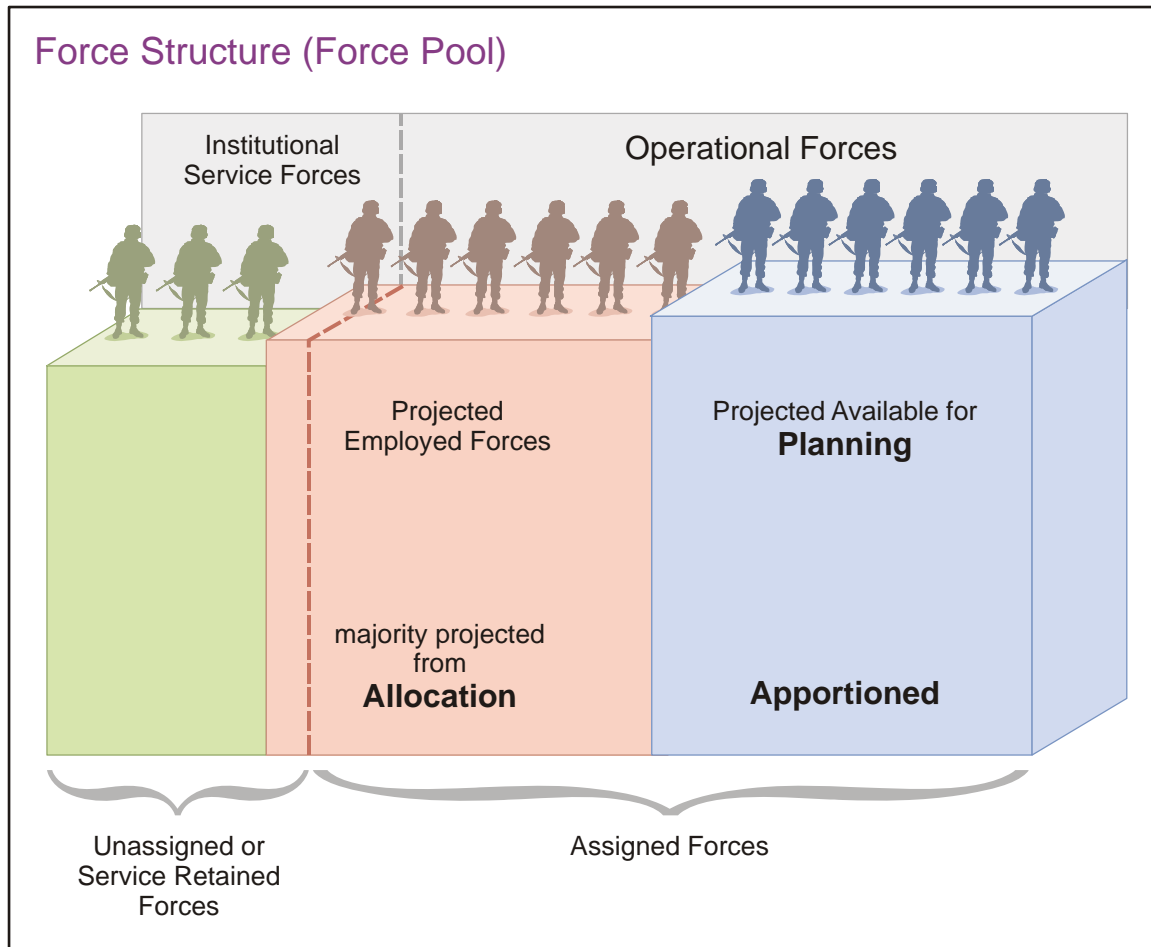 Force Structure (Force Pool)
Institutional
Service Forces
Operational Forces
Projected
Employed Forces
majority projected
from
Allocation
Projected Available for
Planning
Apportioned
Unassigned or
Service Retained
Forces
Assigned Forces